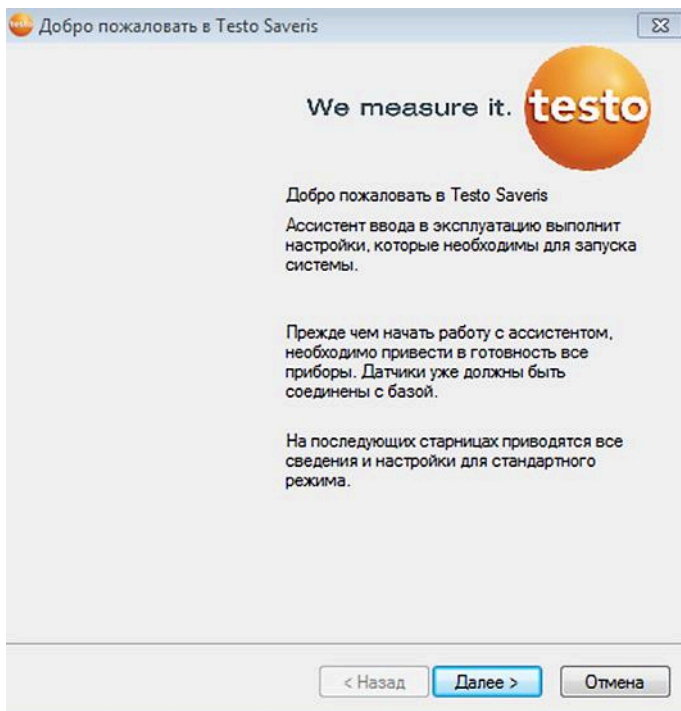 Добро пожаловать в Testo Saveris
We measure it. testo
Добро пожаловать в Testo Saveris
Ассистент ввода в эксплуатацию выполнит
настройки, которые необходимы для запуска
системы.
Прежде чем начать работу с ассистентом,
необходимо привести в готовность все
приборы. Датчики уже должны быть
соединены с базой.
На последующих старницах приводятся все
сведения и настройки для стандартного
режима.
< Назад Далее > Отмена